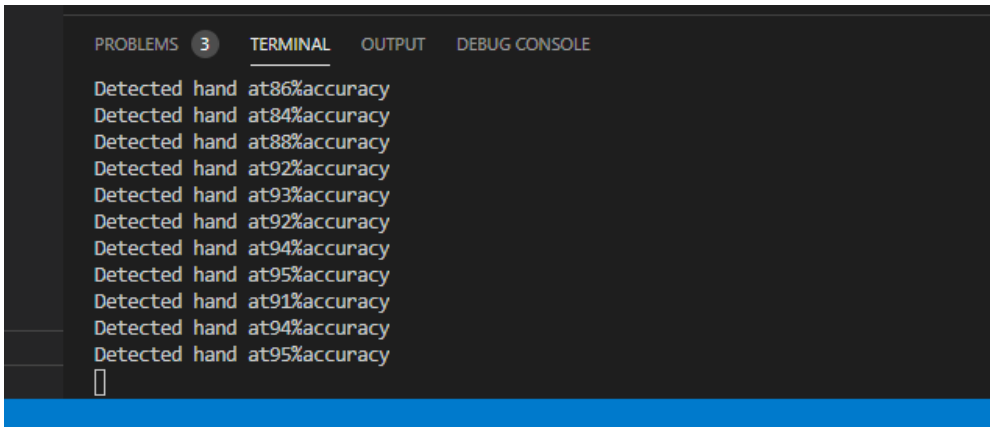 PROBLEMS 3 TERMINAL OUTPUT DEBUG CONSOLE
Detected hand at86%accuracy
Detected hand at84%accuracy
Detected hand at88%accuracy
Detected hand at92%accuracy
Detected hand at93%accuracy
Detected hand at92%accuracy
Detected hand at94%accuracy
Detected hand at95%accuracy
Detected hand at91%accuracy
Detected hand at94%accuracy
Detected hand at95%accuracy